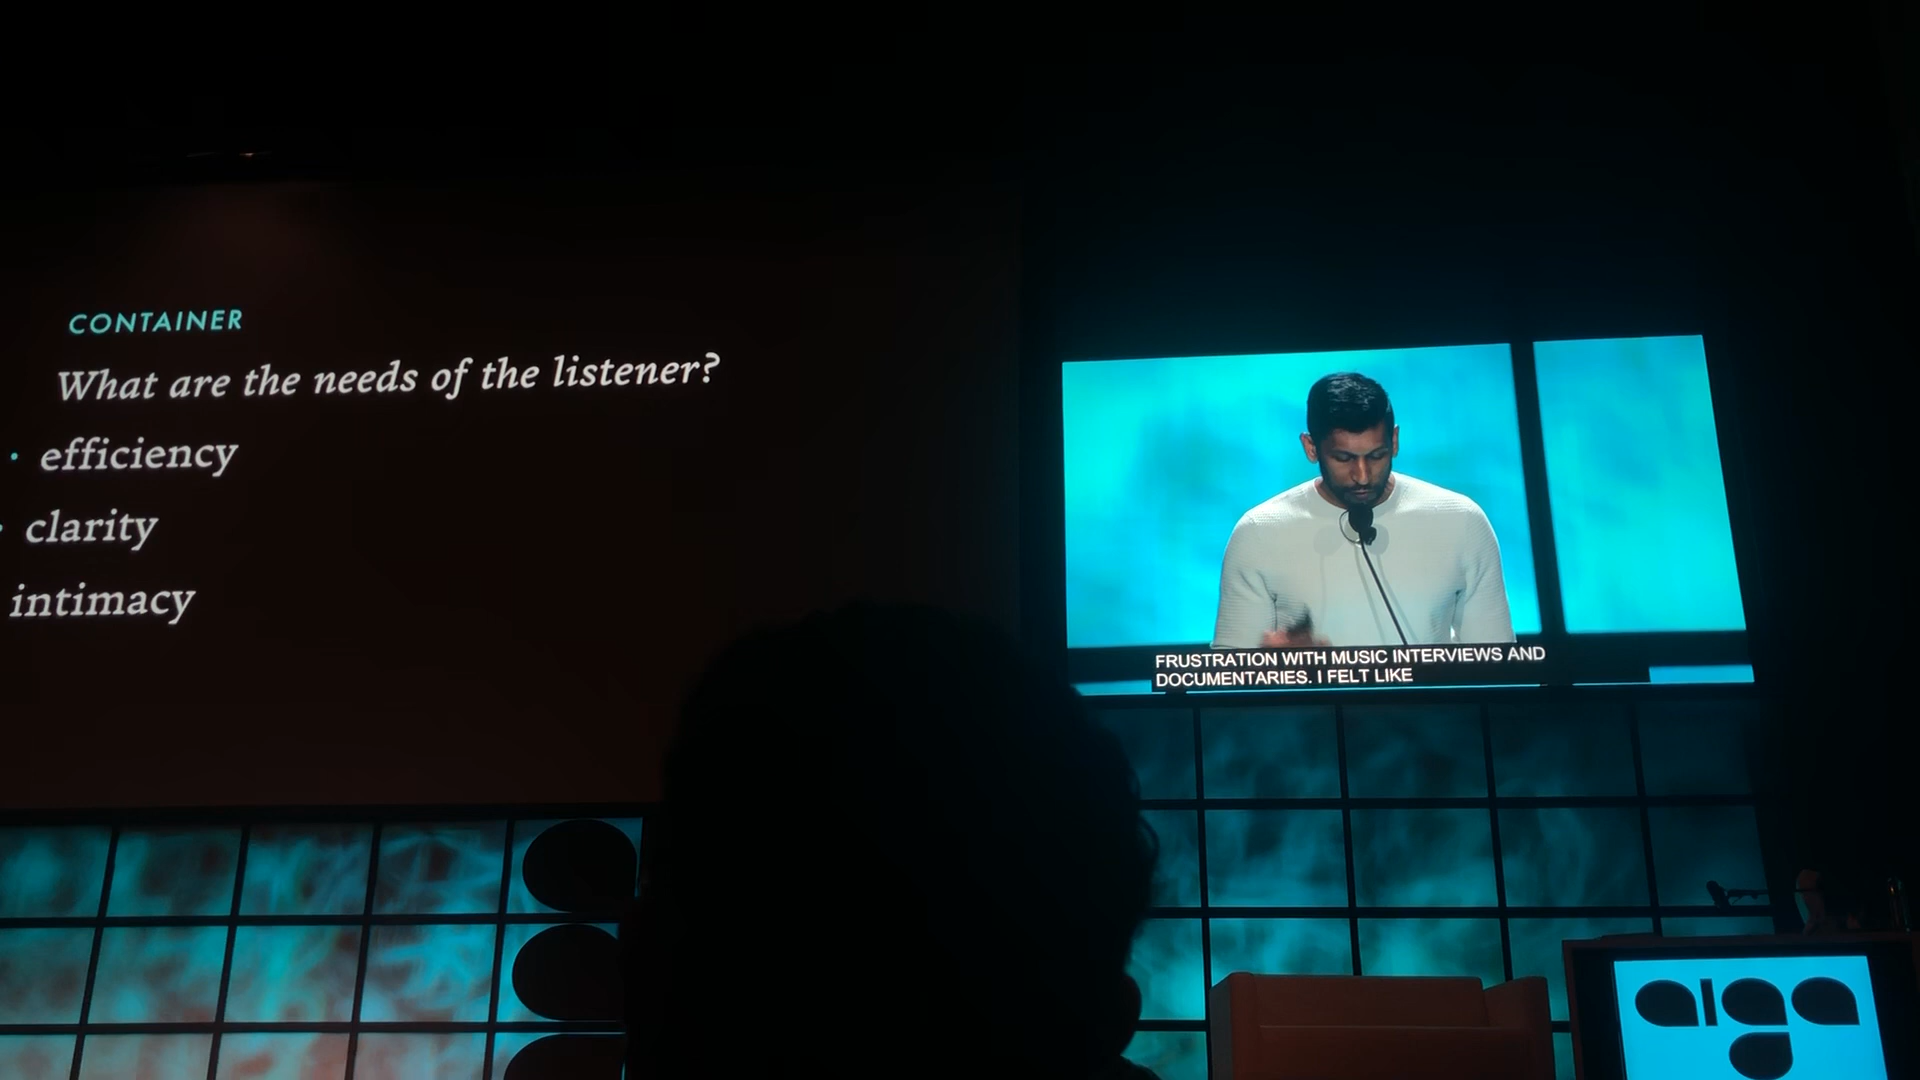 CONTAINER
What are the needs of the listener?
• efficiency
• clarity
intimacy
FRUSTRATION WITH MUSIC INTERVIEWS AND
DOCUMENTARIES. I FELT LIKE
aiga